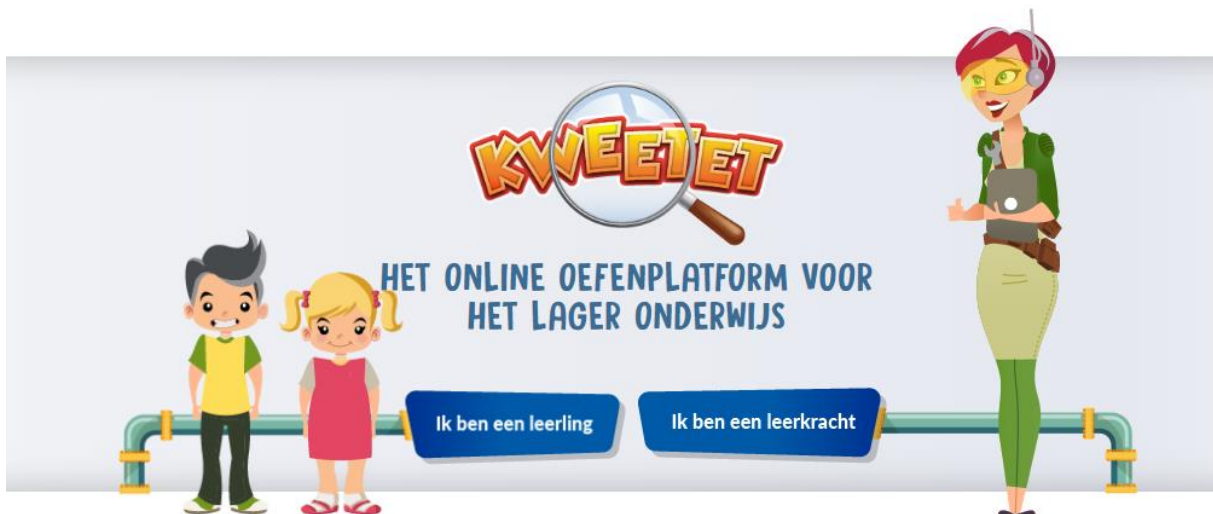 KWEETET
HET ONLINE OEFENPLATFORM VOOR
HET LAGER ONDERWIJS
Ik ben een leerling
Ik ben een leerkracht